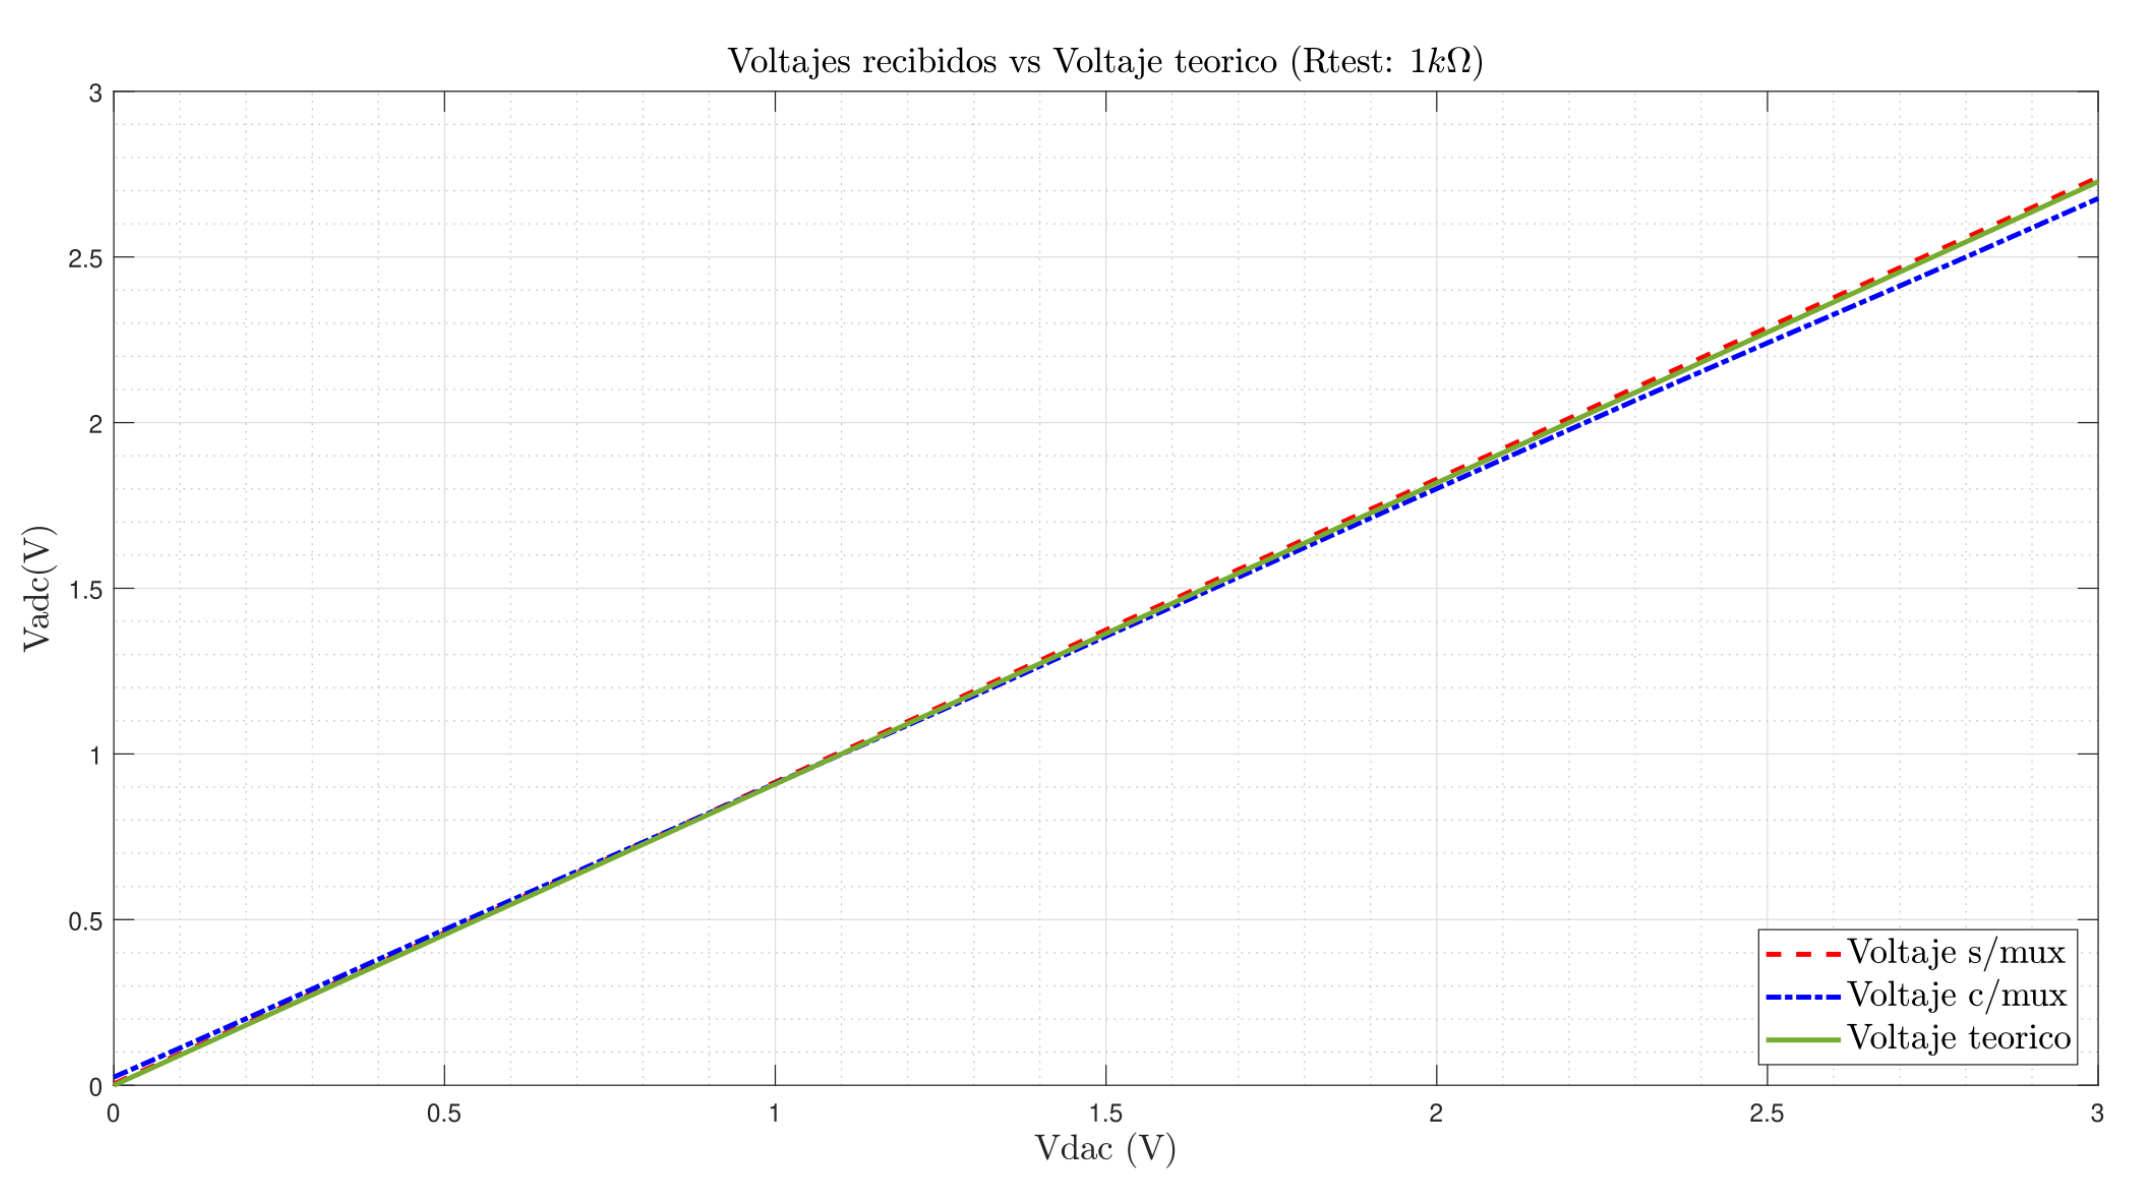 Voltajes recibidos vs Voltaje teorico (Rtest: 1kΩ)
3
2.5
2
1.5
1
0.5
0
Vadc(V)
0 0.5 1 1.5 2 2.5 3
Vdac (V)
Voltaje s/mux
Voltaje c/mux
Voltaje teorico